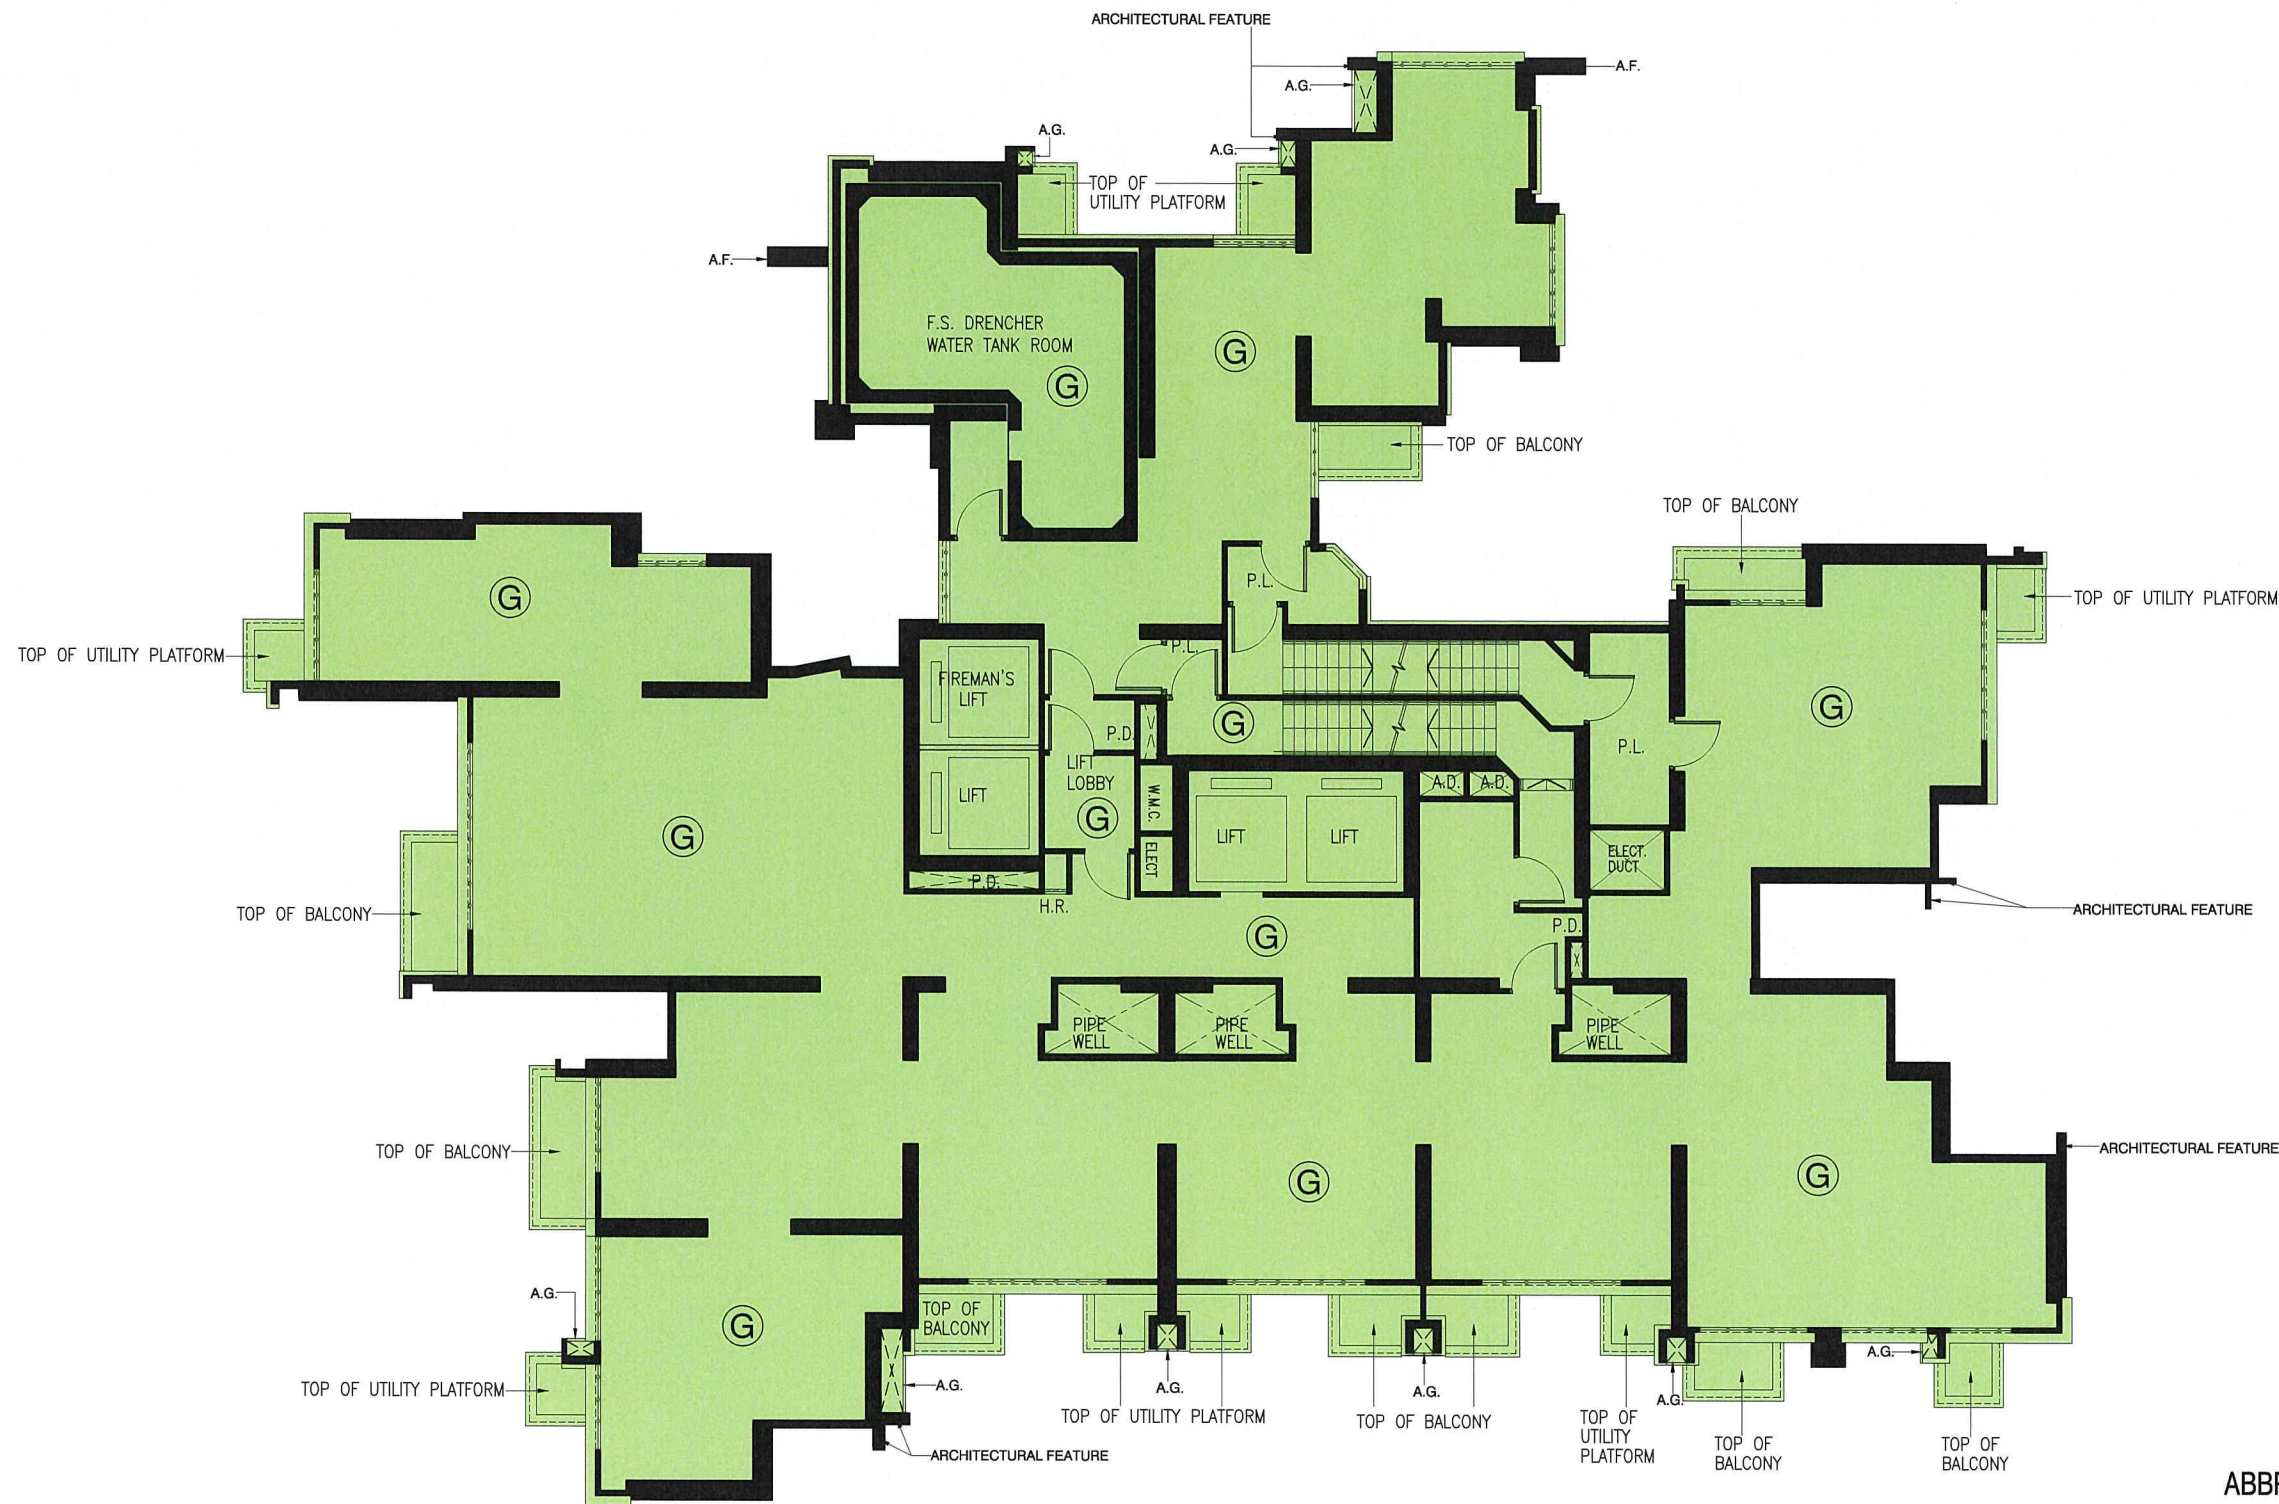 ARCHITECTURAL FEATURE
A.F.
A.G.
A.G.
A.G.
TOP OF
UTILITY PLATFORM
A.F.
F.S. DRENCHER
WATER TANK ROOM
G
G
TOP OF BALCONY
TOP OF BALCONY
P.L.
G
TOP OF UTILITY PLATFORM
TOP OF UTILITY PLATFORM
P.L.
FIREMAN'S
LIFT
G
G
P.D.
P.L.
LIFT
LOBBY
G
LIFT
W.M.C.
A.D.
A.D.
G
LIFT
LIFT
ELECT
ELECT.
DUCT
P.D.
H.R.
TOP OF BALCONY
G
P.D.
ARCHITECTURAL FEATURE
PIPE
WELL
PIPE
WELL
PIPE
WELL
TOP OF BALCONY
G
G
ARCHITECTURAL FEATURE
A.G.
G
TOP OF
BALCONY
A.G.
TOP OF UTILITY PLATFORM
A.G.
A.G.
A.G.
A.G.
TOP OF UTILITY PLATFORM
TOP OF BALCONY
TOP OF
UTILITY
PLATFORM
TOP OF
BALCONY
TOP OF
BALCONY
ARCHITECTURAL FEATURE